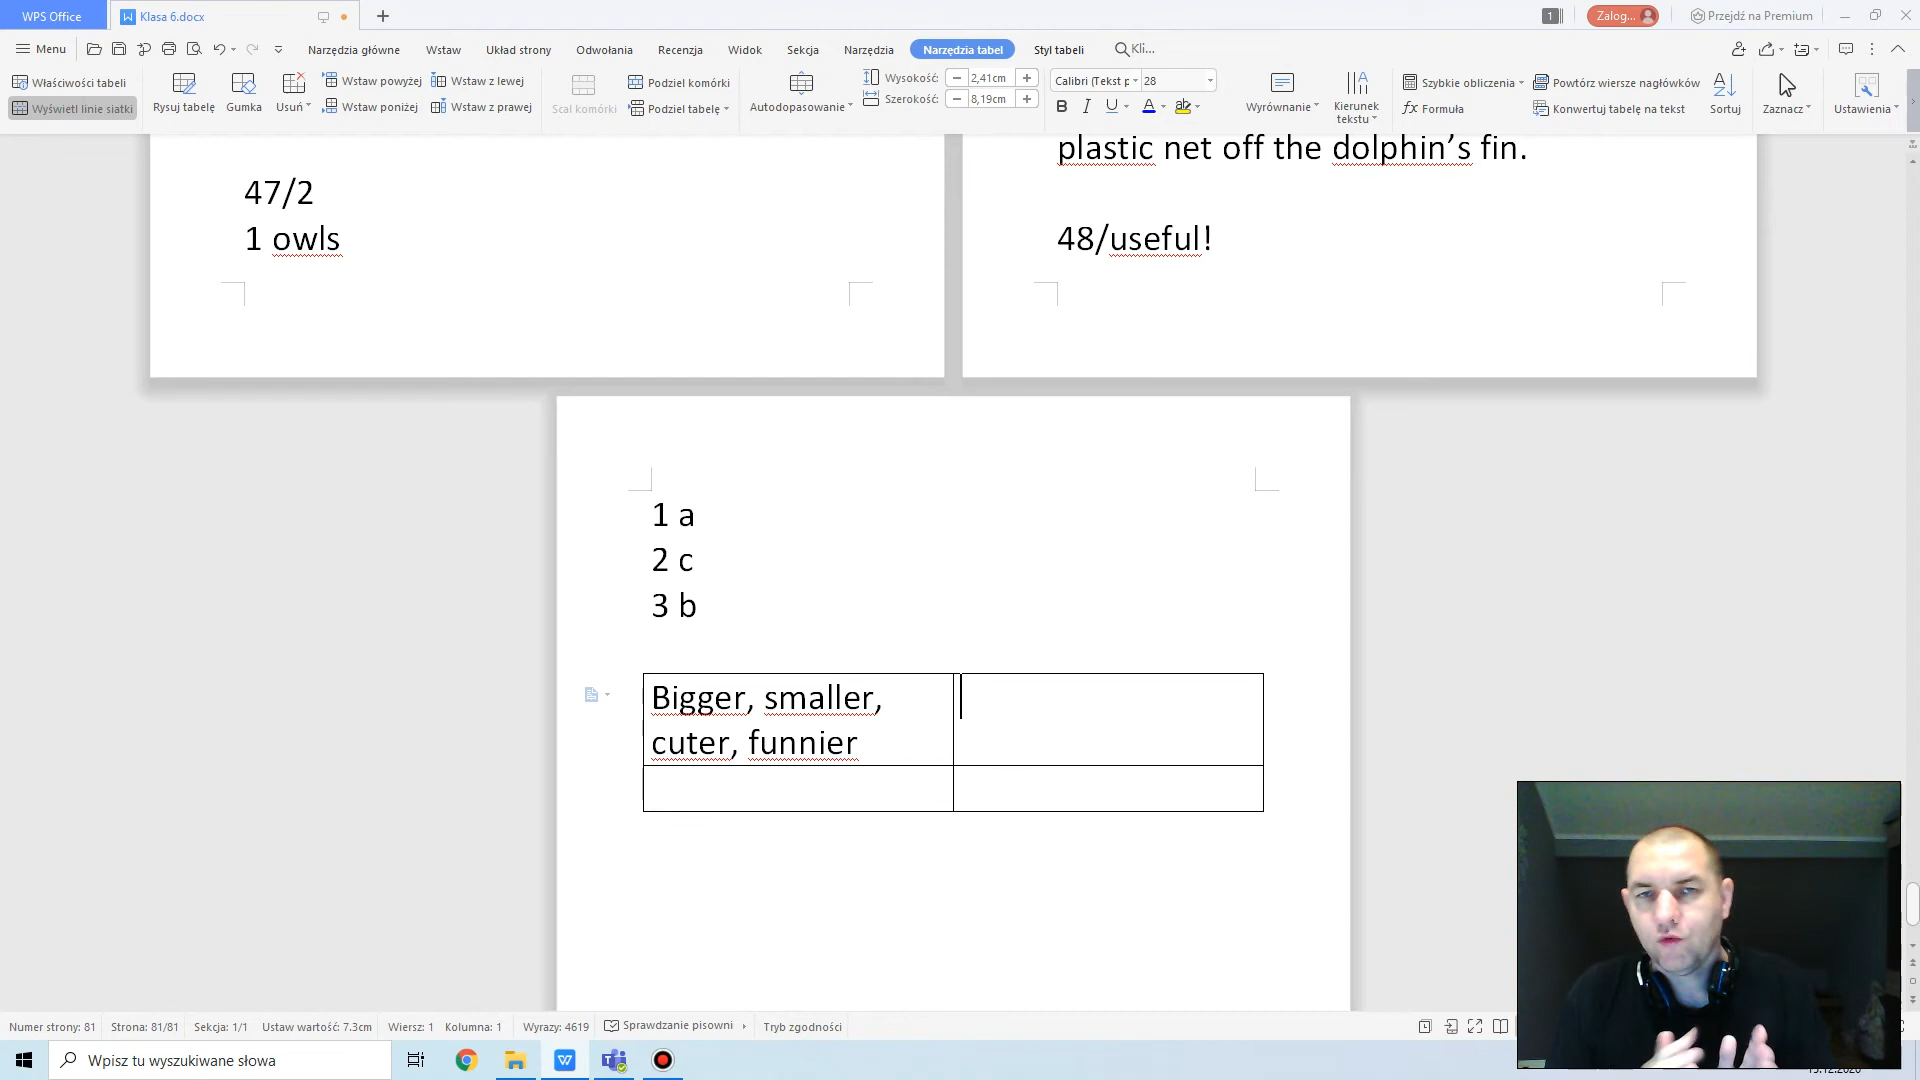 WPS Office
Klasa 6.docx
1
Zalog...
Przejdź na Premium
Menu
Narzędzia główne
Wstaw
Układ strony
Odwołania
Recenzja
Widok
Sekcja
Narzędzia
Narzędzia tabel
Styl tabeli
Kli...
Właściwości tabeli
Wyświetl linie siatki
Rysuj tabelę
Gumka
Usuń
Wstaw powyżej
Wstaw poniżej
Wstaw z lewej
Wstaw z prawej
Scal komórki
Podziel komórki
Podziel tabelę
Autodopasowanie
Wysokość:
2,41cm
Szerokość:
8,19cm
Calibri (Tekst p
28
Wyrównanie
Kierunek
tekstu
Szybkie obliczenia
Formuła
Powtórz wiersze nagłówków
Konwertuj tabelę na tekst
Sortuj
Zaznacz
Ustawienia
47/2
1 owls
plastic net off the dolphin’s fin.
48/useful!
1 a
2 c
3 b
Bigger, smaller,
cuter, funnier
Numer strony: 81
Strona: 81/81
Sekcja: 1/1
Ustaw wartość: 7.3cm
Wiersz: 1
Kolumna: 1
Wyrazy: 4619
Sprawdzanie pisowni
Tryb zgodności
Wpisz tu wyszukiwane słowa